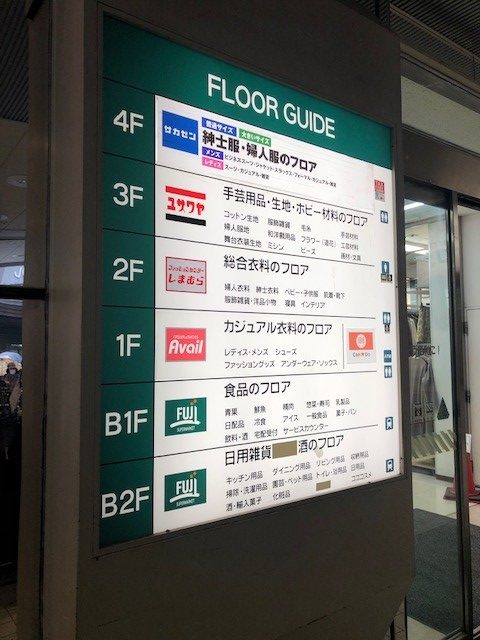 FLOOR GUIDE
4F
サカゼン
普通サイズ 大きいサイズ
紳士服・婦人服のフロア
メンズ ビジネススーツ・ジャケット・スラックス・フォーマル・カジュアル・雑貨
レディス スーツ・カジュアル・雑貨
3F
ユザワヤ
手芸用品・生地・ホビー材料のフロア
コットン生地 服飾雑貨 毛糸 手芸材料
婦人服地 和洋裁用品 フラワー(造花) 工芸材料
舞台衣装生地 ミシン ビーズ 画材・文具
2F
ファッションセンター
しまむら
総合衣料のフロア
婦人衣料 紳士衣料 ベビー・子供服 肌着・靴下
服飾雑貨・洋品小物 寝具 インテリア
1F
Avail
カジュアル衣料のフロア
レディス・メンズ シューズ
ファッショングッズ アンダーウェア・ソックス
Can Do
ATM
B1F
FUJI
SUPERMARKET
食品のフロア
青果 鮮魚 精肉 惣菜・寿司 乳製品
日配品 冷食 アイス 一般食品 菓子・パン
飲料・酒 宅配受付 サービスカウンター
B2F
FUJI
SUPERMARKET
日用雑貨 酒のフロア
キッチン用品 ダイニング用品 リビング用品 収納用品
掃除・洗濯用品 園芸・ペット用品 トイレ・浴用品 日用品
酒・輸入菓子 化粧品 コココスメ